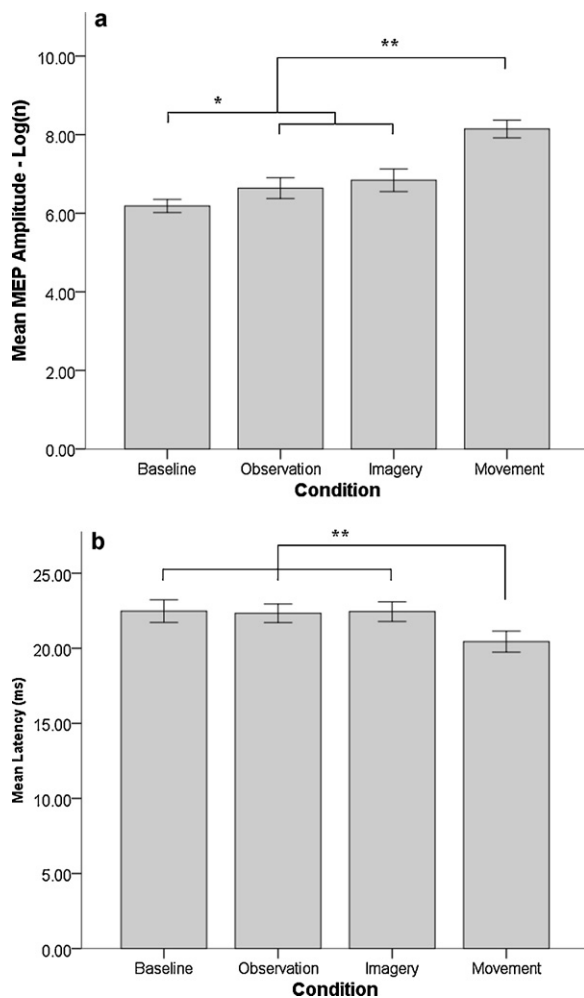 a
**
10.00
*
8.00
6.00
4.00
2.00
0.00
Mean MEP Amplitude - Log(n)
Baseline Observation Imagery Movement
Condition
b
**
25.00
20.00
15.00
10.00
5.00
0.00
Mean Latency (ms)
Baseline Observation Imagery Movement
Condition